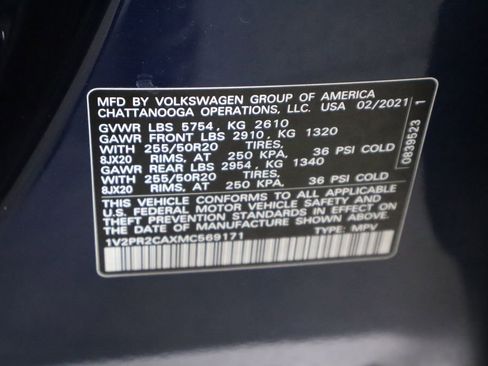 MFD BY VOLKSWAGEN GROUP OF AMERICA
CHATTANOOGA OPERATIONS, LLC. USA 02/2021
GVWR LBS 5754, KG 2610
GAWR FRONT LBS 2910, KG 1320
WITH 255/50R20 TIRES,
8JX20 RIMS, AT 250 KPA, 36 PSI COLD
GAWR REAR LBS 2954, KG 1340
WITH 255/50R20 TIRES,
8JX20 RIMS, AT 250 KPA, 36 PSI COLD
THIS VEHICLE CONFORMS TO ALL APPLICABLE
U.S. FEDERAL MOTOR VEHICLE SAFETY AND
THEFT PREVENTION STANDARDS IN EFFECT ON
THE DATE OF MANUFACTURE SHOWN ABOVE.
1V2PR2CAXMC569171 TYPE: MPV
0839523 1